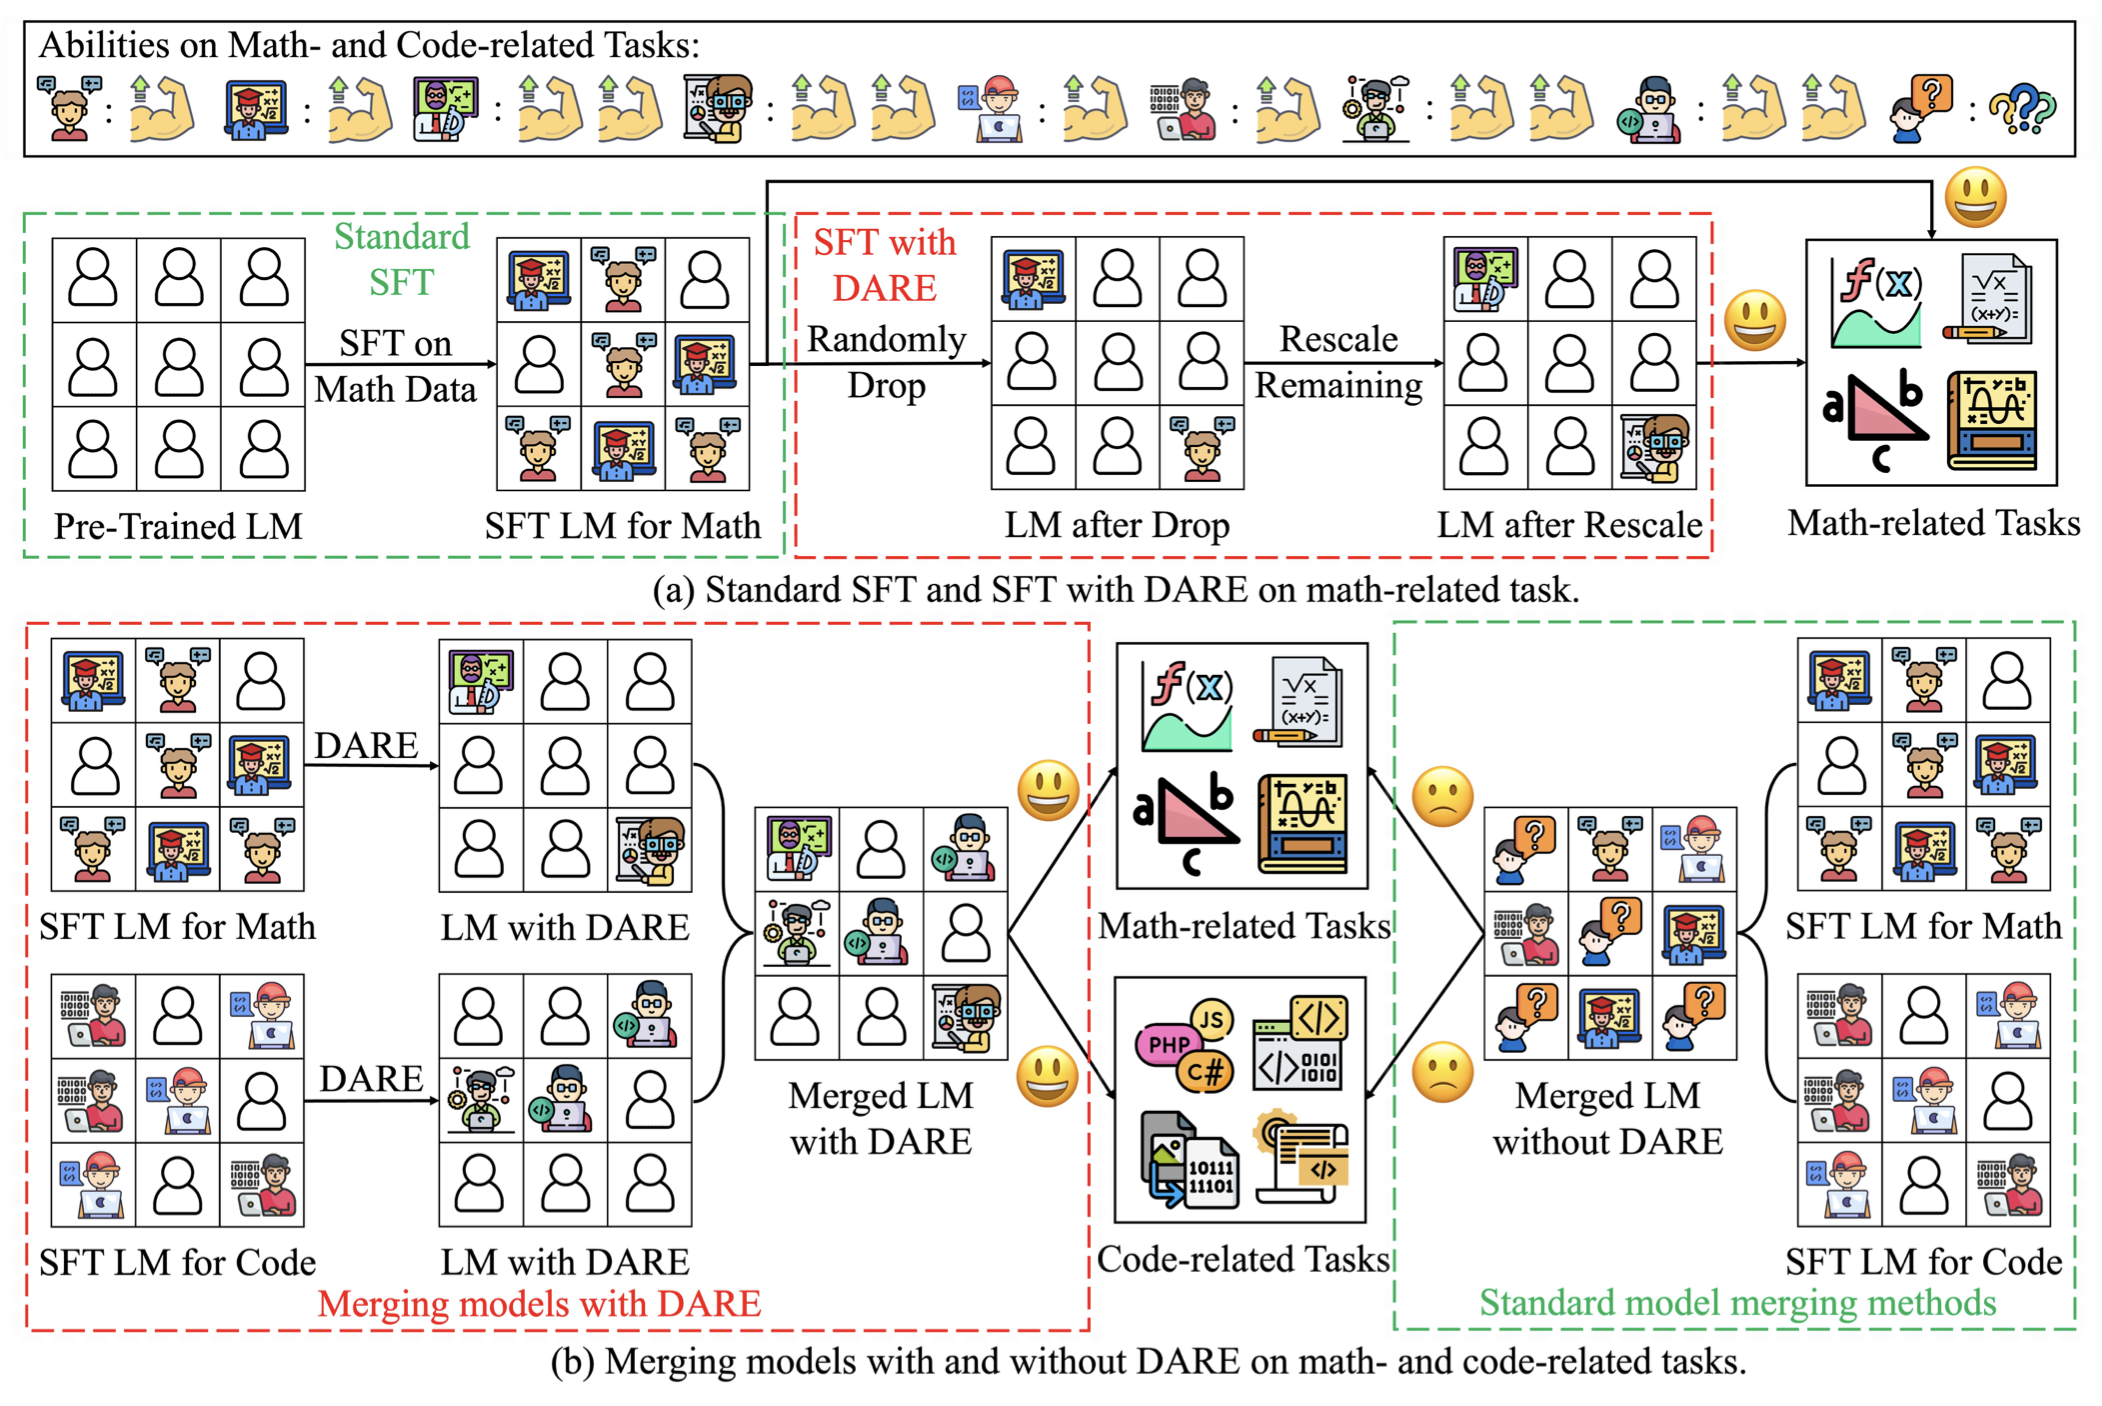 Abilities on Math- and Code-related Tasks:
: : : : : : : : :
Standard
SFT
SFT on
Math Data
Pre-Trained LM
SFT LM for Math
SFT with
DARE
Randomly
Drop
LM after Drop
Rescale
Remaining
LM after Rescale
f(x)
√x
(x+y)=
a b
c
y=b
Math-related Tasks
(a) Standard SFT and SFT with DARE on math-related task.
SFT LM for Math
DARE
LM with DARE
SFT LM for Code
DARE
LM with DARE
Merged LM
with DARE
Merging models with DARE
f(x)
√x
(x+y)=
a b
c
y=b
Math-related Tasks
JS
PHP
C#
</>
</>
0101
1010
10111
11101
</>
Code-related Tasks
Merged LM
without DARE
SFT LM for Math
SFT LM for Code
Standard model merging methods
(b) Merging models with and without DARE on math- and code-related tasks.